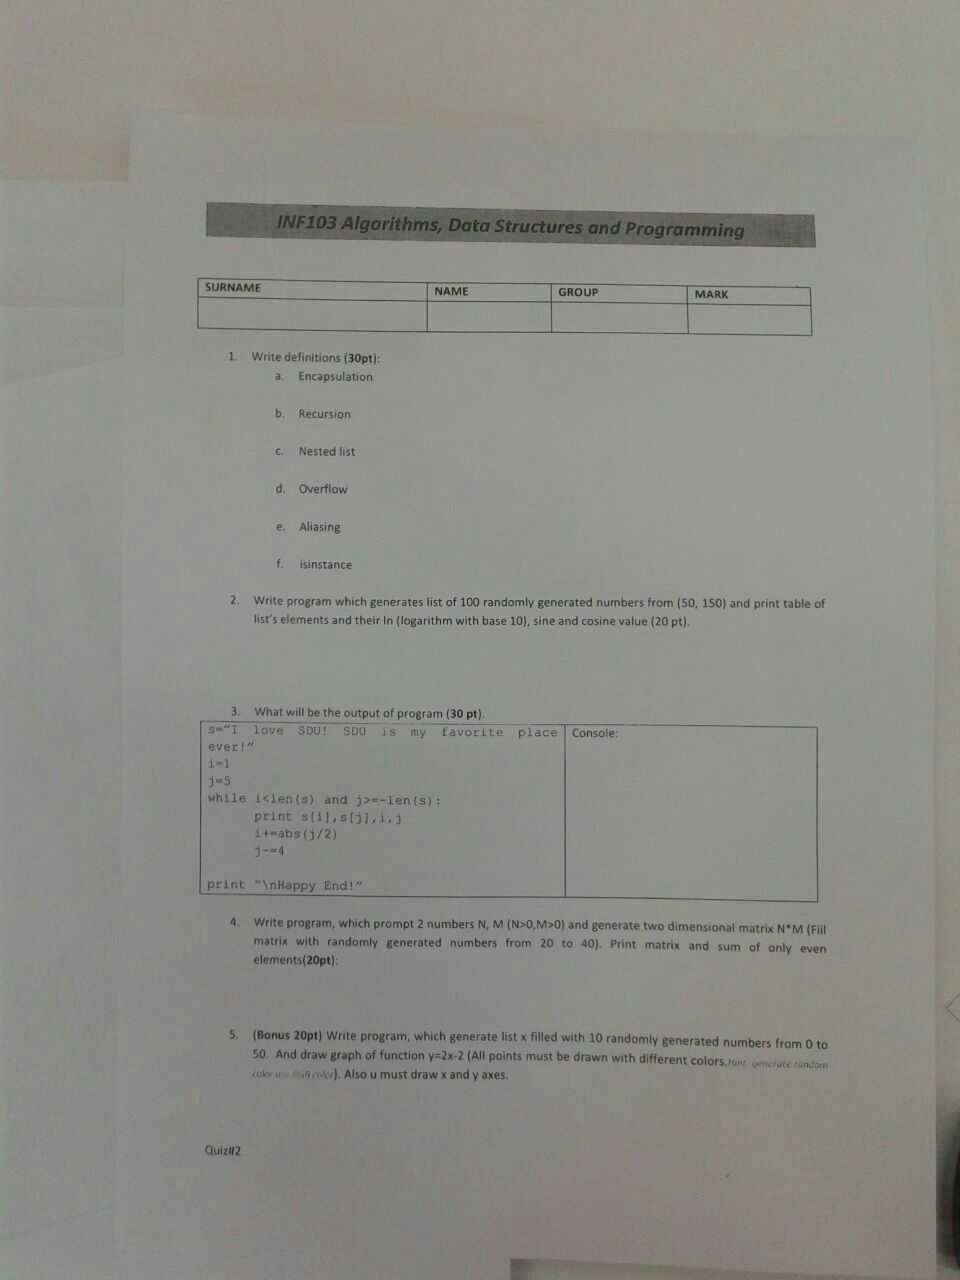 INF103 Algorithms, Data Structures and Programming
SURNAME NAME GROUP MARK
1. Write definitions (30pt):
a. Encapsulation
b. Recursion
c. Nested list
d. Overflow
e. Aliasing
f. isinstance
2. Write program which generates list of 100 randomly generated numbers from (50, 150) and print table of
list's elements and their ln (logarithm with base 10), sine and cosine value (20 pt).
3. What will be the output of program (30 pt).
s="I love SDU! SDU is my favorite place
ever!"
i=1
j=5
while i<len(s) and j>=-len(s):
print s[i],s[j],i,j
i+=abs(j/2)
j-=4
print "\nHappy End!"
Console:
4. Write program, which prompt 2 numbers N, M (N>0,M>0) and generate two dimensional matrix N*M (Fill
matrix with randomly generated numbers from 20 to 40). Print matrix and sum of only even
elements(20pt):
5. (Bonus 20pt) Write program, which generate list x filled with 10 randomly generated numbers from 0 to
50. And draw graph of function y=2x-2 (All points must be drawn with different colors.Hint. generate random
color use RGB color). Also u must draw x and y axes.
Quiz#2